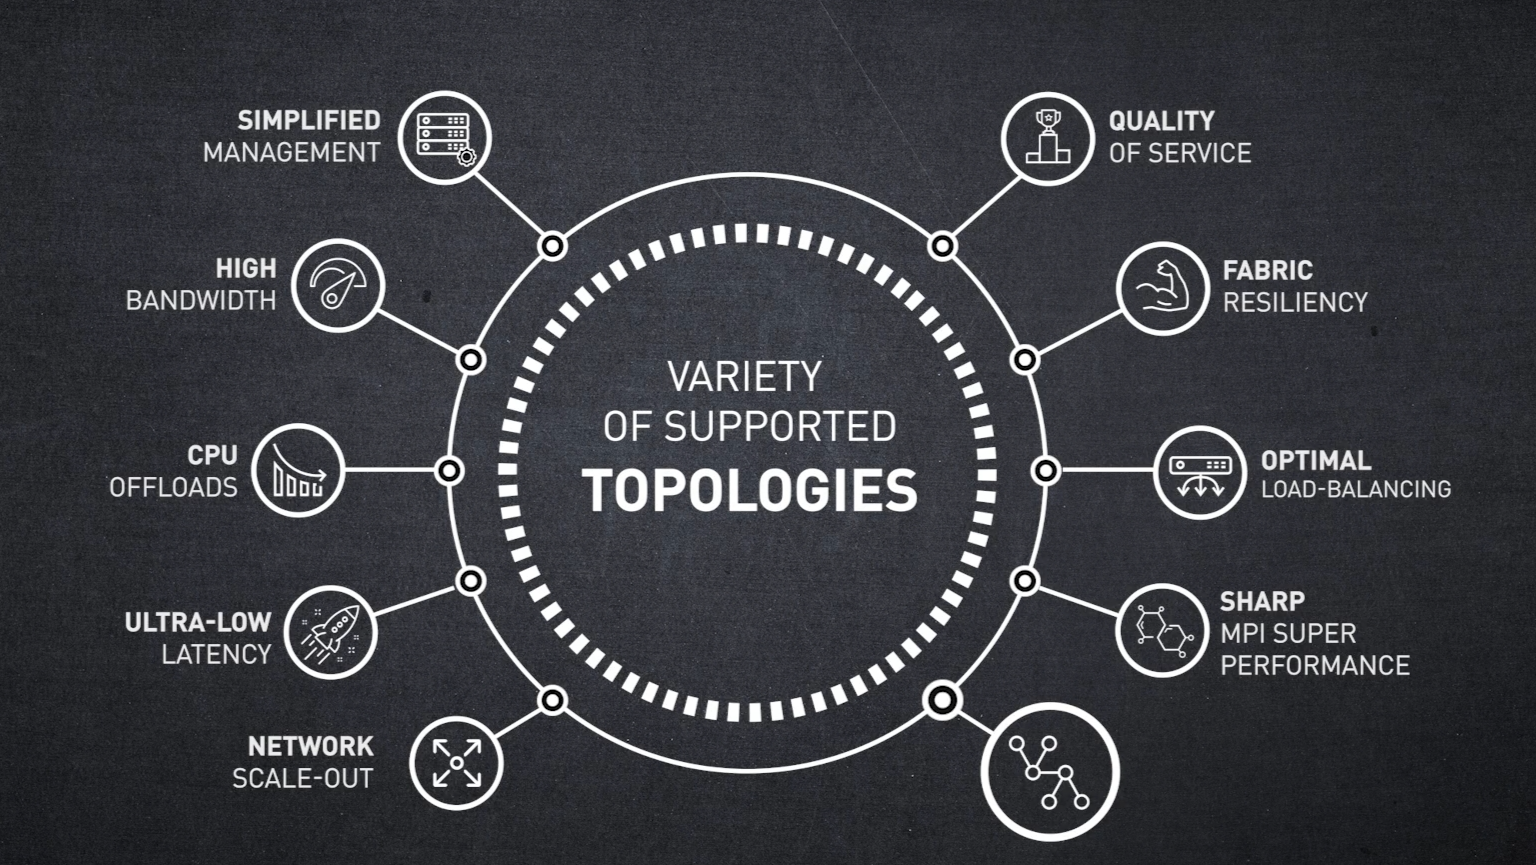 SIMPLIFIED
MANAGEMENT
HIGH
BANDWIDTH
CPU
OFFLOADS
ULTRA-LOW
LATENCY
NETWORK
SCALE-OUT
VARIETY
OF SUPPORTED
TOPOLOGIES
QUALITY
OF SERVICE
FABRIC
RESILIENCY
OPTIMAL
LOAD-BALANCING
SHARP
MPI SUPER
PERFORMANCE